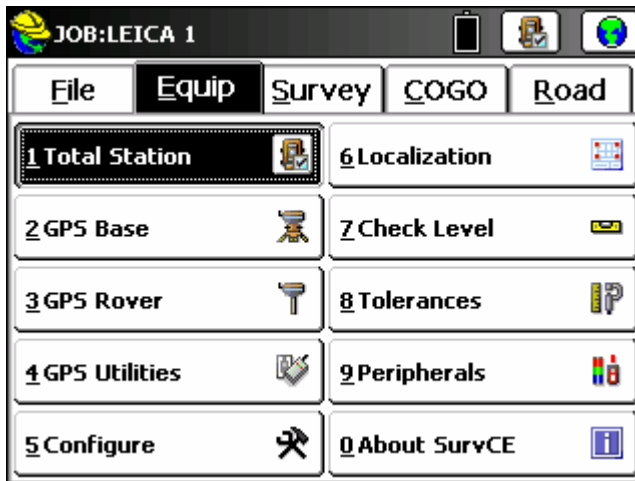 JOB:LEICA 1
File Equip Survey COGO Road
1 Total Station 6 Localization
2 GPS Base 7 Check Level
3 GPS Rover 8 Tolerances
4 GPS Utilities 9 Peripherals
5 Configure 0 About SurvCE